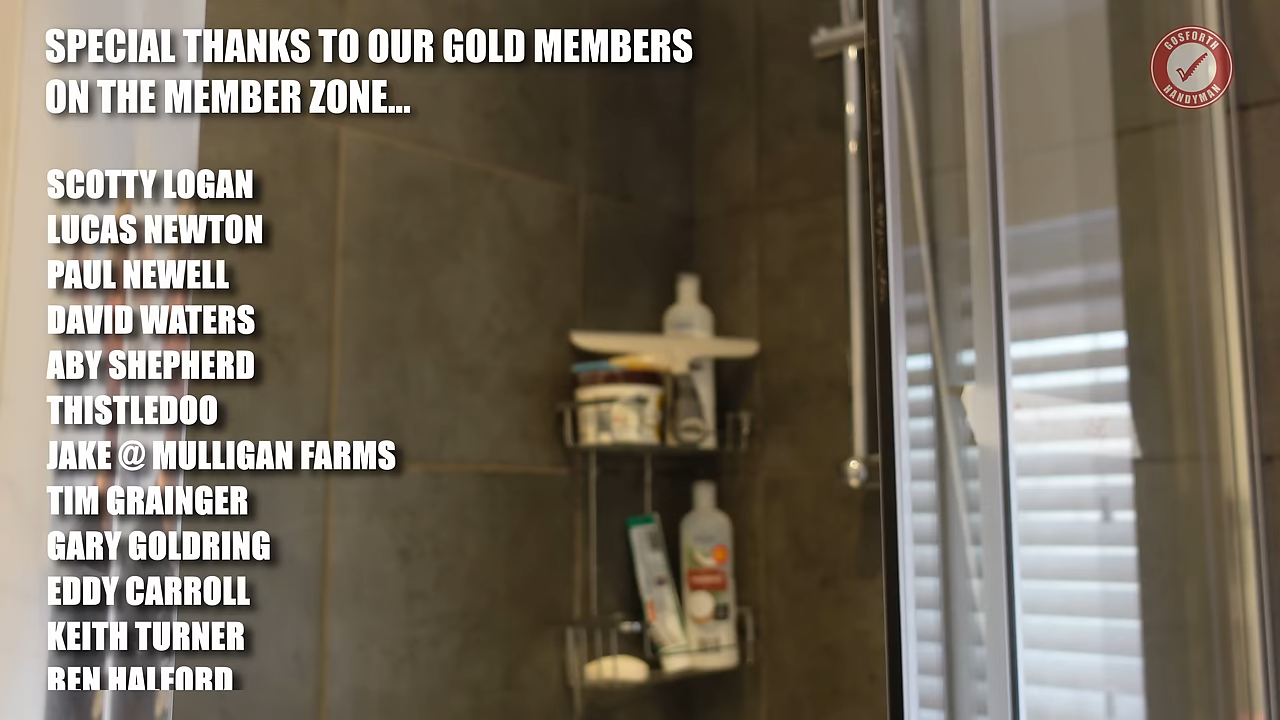 SPECIAL THANKS TO OUR GOLD MEMBERS
ON THE MEMBER ZONE...
SCOTTY LOGAN
LUCAS NEWTON
PAUL NEWELL
DAVID WATERS
ABY SHEPHERD
THISTLEDOO
JAKE @ MULLIGAN FARMS
TIM GRAINGER
GARY GOLDRING
EDDY CARROLL
KEITH TURNER
BEN HALFORD
GOSFORTH
HANDYMAN